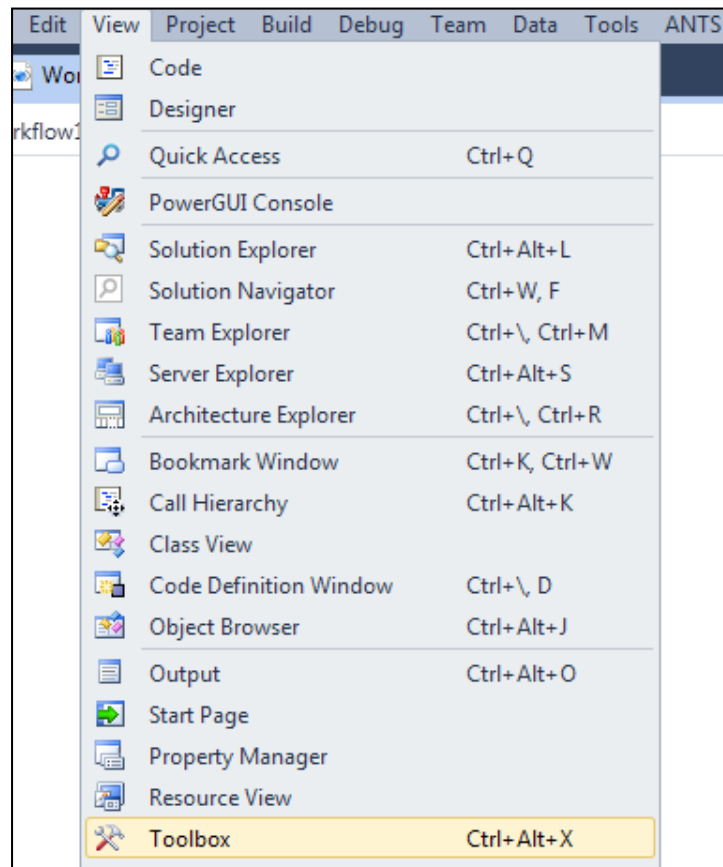 Edit View Project Build Debug Team Data Tools ANTS
Wor
rkflow1
Code
Designer
Quick Access Ctrl+Q
PowerGUI Console
Solution Explorer Ctrl+Alt+L
Solution Navigator Ctrl+W, F
Team Explorer Ctrl+\, Ctrl+M
Server Explorer Ctrl+Alt+S
Architecture Explorer Ctrl+\, Ctrl+R
Bookmark Window Ctrl+K, Ctrl+W
Call Hierarchy Ctrl+Alt+K
Class View
Code Definition Window Ctrl+\, D
Object Browser Ctrl+Alt+J
Output Ctrl+Alt+O
Start Page
Property Manager
Resource View
Toolbox Ctrl+Alt+X